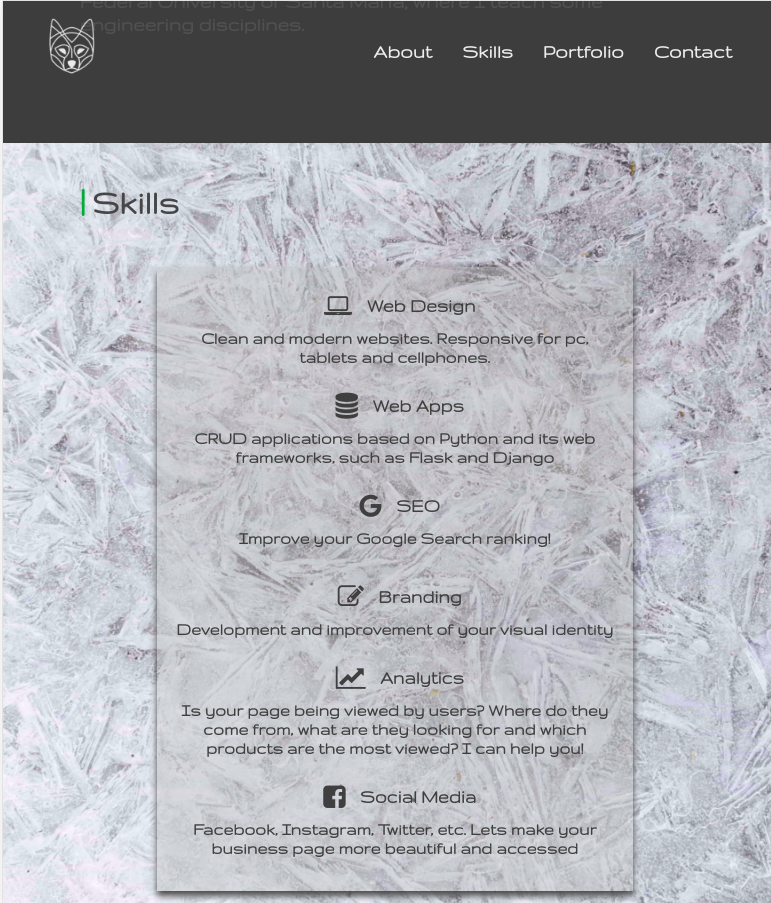 Federal University of Santa Maria, where I teach some
engineering disciplines.
About Skills Portfolio Contact
Skills
Web Design
Clean and modern websites. Responsive for pc,
tablets and cellphones.
Web Apps
CRUD applications based on Python and its web
frameworks, such as Flask and Django
SEO
Improve your Google Search ranking!
Branding
Development and improvement of your visual identity
Analytics
Is your page being viewed by users? Where do they
come from, what are they looking for and which
products are the most viewed? I can help you!
Social Media
Facebook, Instagram, Twitter, etc. Lets make your
business page more beautiful and accessed